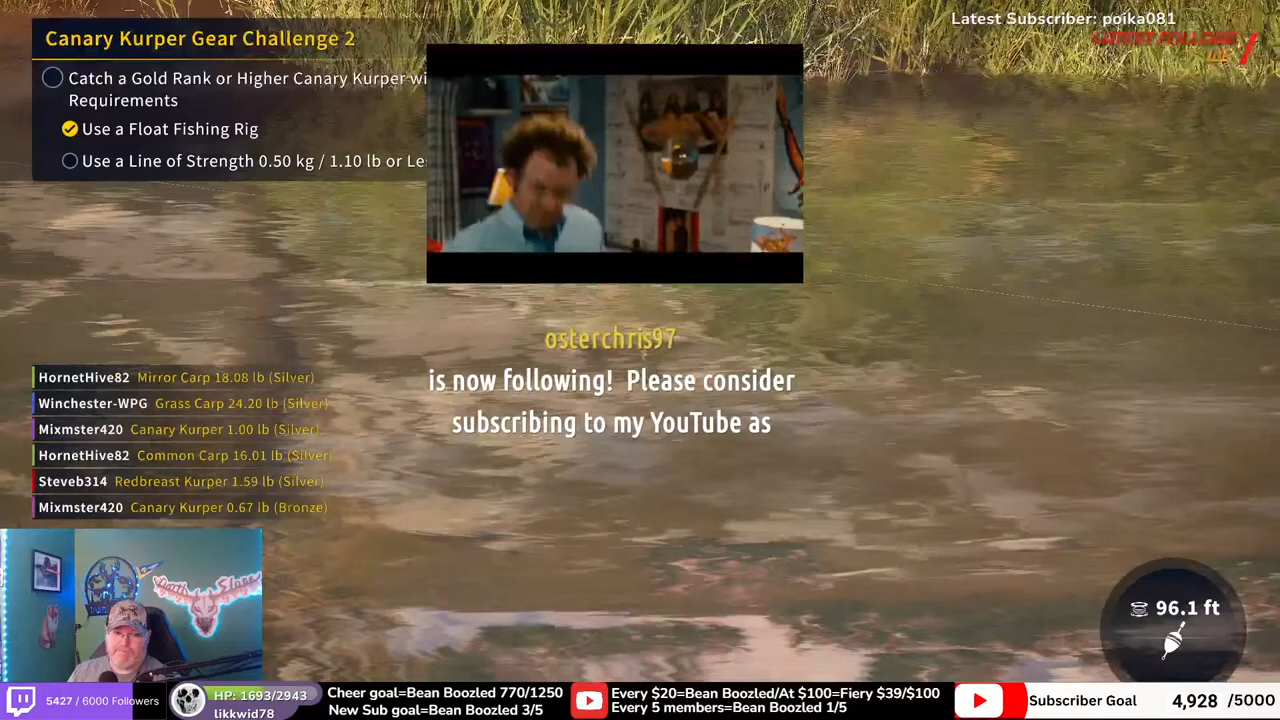 Latest Subscriber: poika081
Canary Kurper Gear Challenge 2
Catch a Gold Rank or Higher Canary Kurper wi
Requirements
Use a Float Fishing Rig
Use a Line of Strength 0.50 kg / 1.10 lb or Le
osterchris97
is now following! Please consider
subscribing to my YouTube as
HornetHive82 Mirror Carp 18.08 lb (Silver)
Winchester-WPG Grass Carp 24.20 lb (Silver)
Mixmster420 Canary Kurper 1.00 lb (Silver)
HornetHive82 Common Carp 16.01 lb (Silver)
Steveb314 Redbreast Kurper 1.59 lb (Silver)
Mixmster420 Canary Kurper 0.67 lb (Bronze)
96.1 ft
5427 / 6000 Followers
HP: 1693/2943
likkwid78
Cheer goal=Bean Boozled 770/1250
New Sub goal=Bean Boozled 3/5
Every $20=Bean Boozled/At $100=Fiery $39/$100
Every 5 members=Bean Boozled 1/5
Subscriber Goal
4,928 /5000